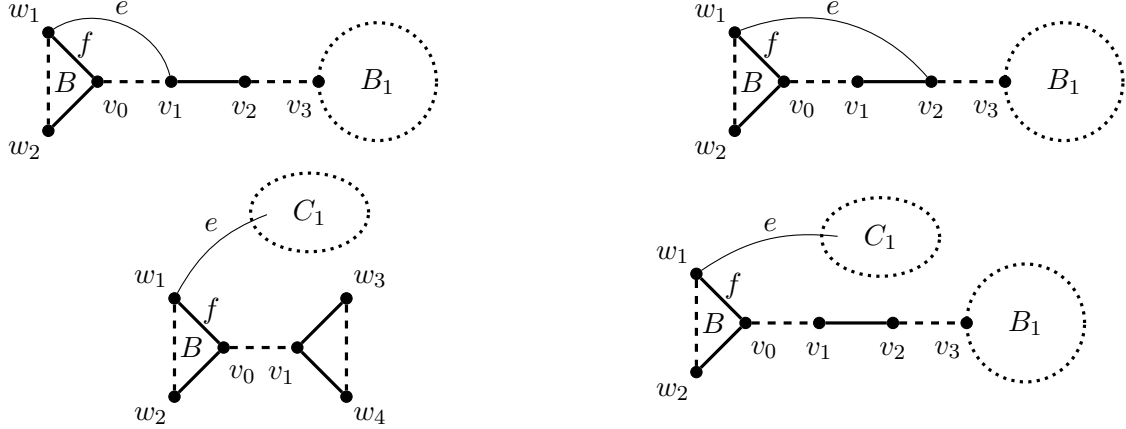 w₁ e
f
B B₁
v₀ v₁ v₂ v₃
w₂
w₁ e
f
B B₁
v₀ v₁ v₂ v₃
w₂
C₁
e
w₁ w₃
f
B
v₀ v₁
w₂ w₄
C₁
e
w₁
f
B B₁
v₀ v₁ v₂ v₃
w₂